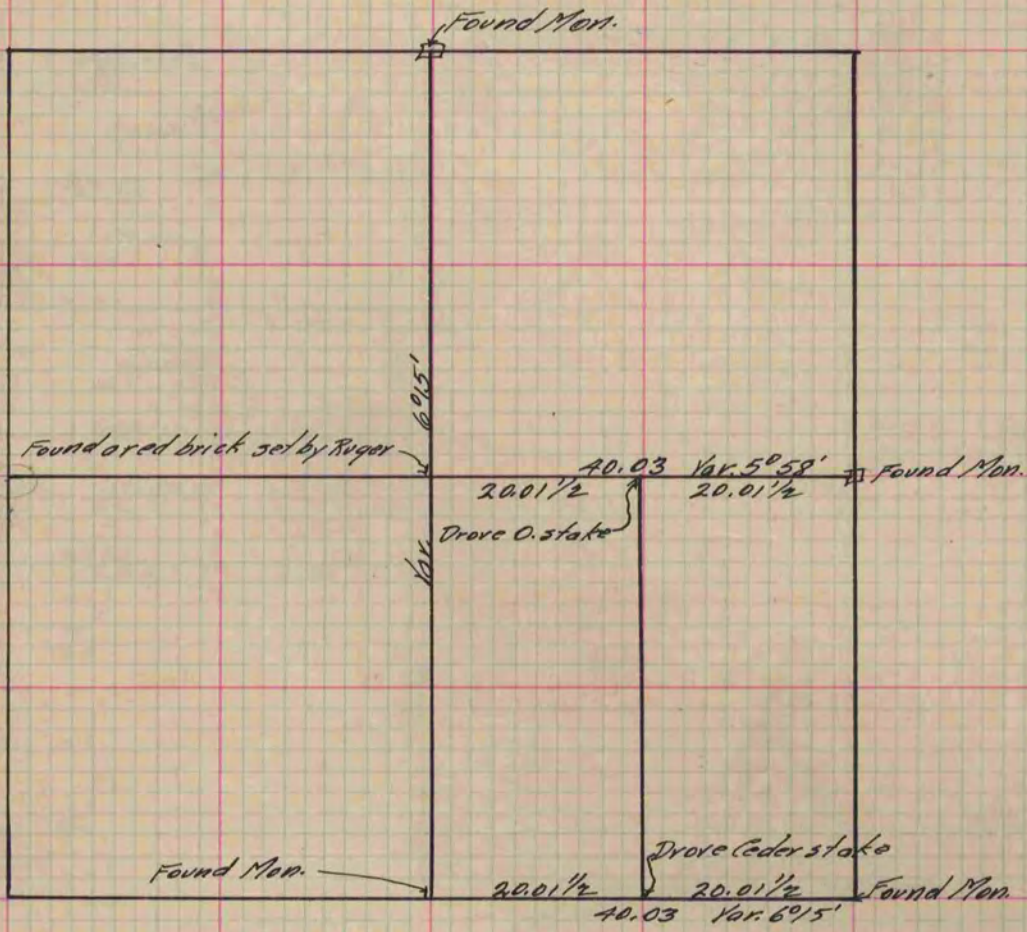 Found Mon.
Var. 6°15'
Found a red brick set by Ruger
40.03 Var. 5°58'
Found Mon.
20.01½ 20.01½
Drove O. stake
Drove Ceder stake
Found Mon.
20.01½ 20.01½
Found Mon.
40.03 Var. 6°15'